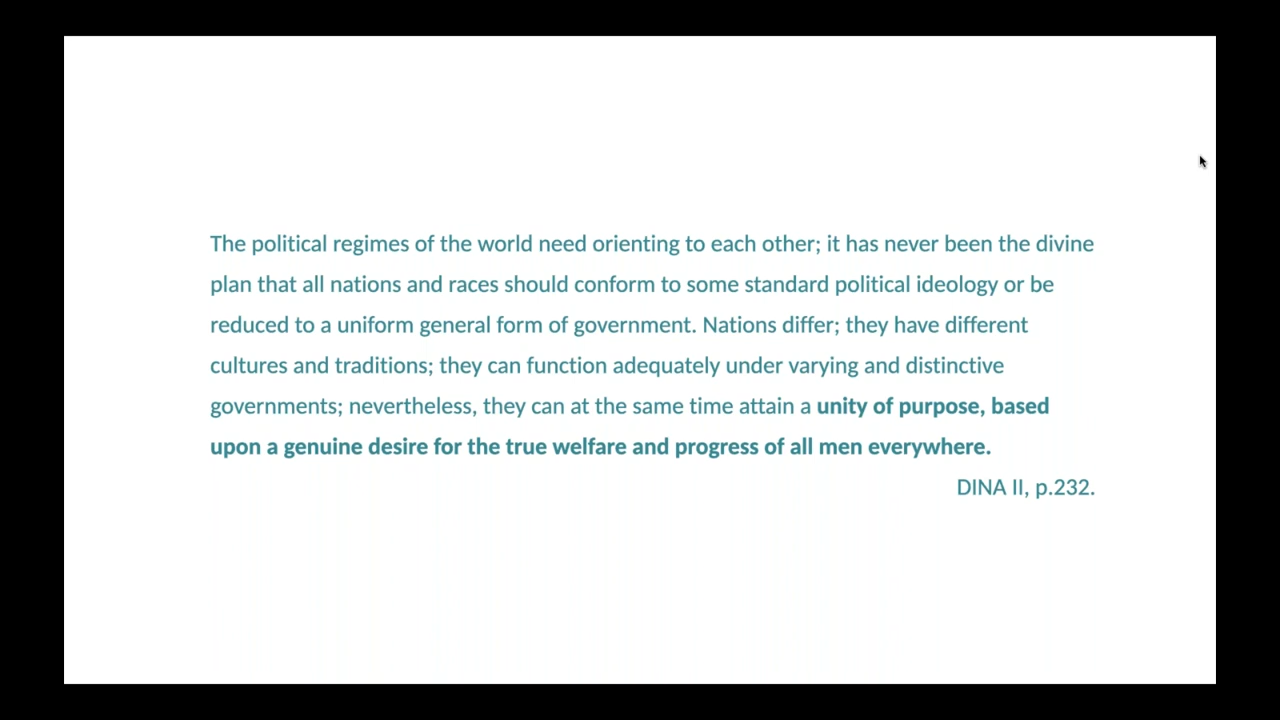 The political regimes of the world need orienting to each other; it has never been the divine
plan that all nations and races should conform to some standard political ideology or be
reduced to a uniform general form of government. Nations differ; they have different
cultures and traditions; they can function adequately under varying and distinctive
governments; nevertheless, they can at the same time attain a unity of purpose, based
upon a genuine desire for the true welfare and progress of all men everywhere.
DINA II, p.232.